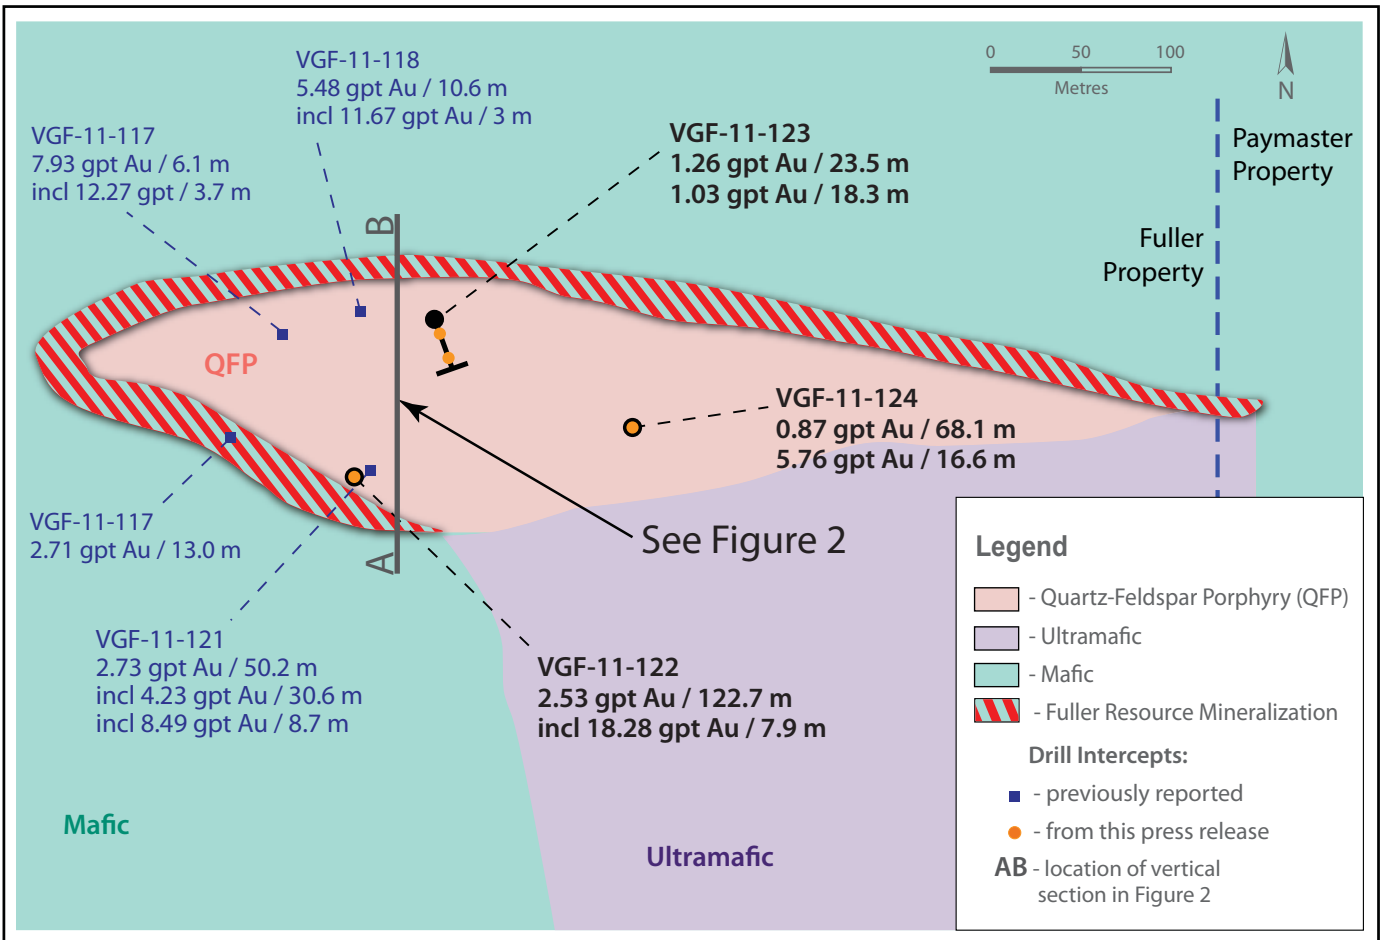 VGF-11-118
5.48 gpt Au / 10.6 m
incl 11.67 gpt Au / 3 m
VGF-11-117
7.93 gpt Au / 6.1 m
incl 12.27 gpt / 3.7 m
VGF-11-123
1.26 gpt Au / 23.5 m
1.03 gpt Au / 18.3 m
0 50 100
Metres
N
Paymaster
Property
Fuller
Property
B
QFP
VGF-11-124
0.87 gpt Au / 68.1 m
5.76 gpt Au / 16.6 m
VGF-11-117
2.71 gpt Au / 13.0 m
A
See Figure 2
VGF-11-121
2.73 gpt Au / 50.2 m
incl 4.23 gpt Au / 30.6 m
incl 8.49 gpt Au / 8.7 m
VGF-11-122
2.53 gpt Au / 122.7 m
incl 18.28 gpt Au / 7.9 m
Mafic
Ultramafic
Legend
- Quartz-Feldspar Porphyry (QFP)
- Ultramafic
- Mafic
- Fuller Resource Mineralization
Drill Intercepts:
- previously reported
- from this press release
AB - location of vertical
section in Figure 2